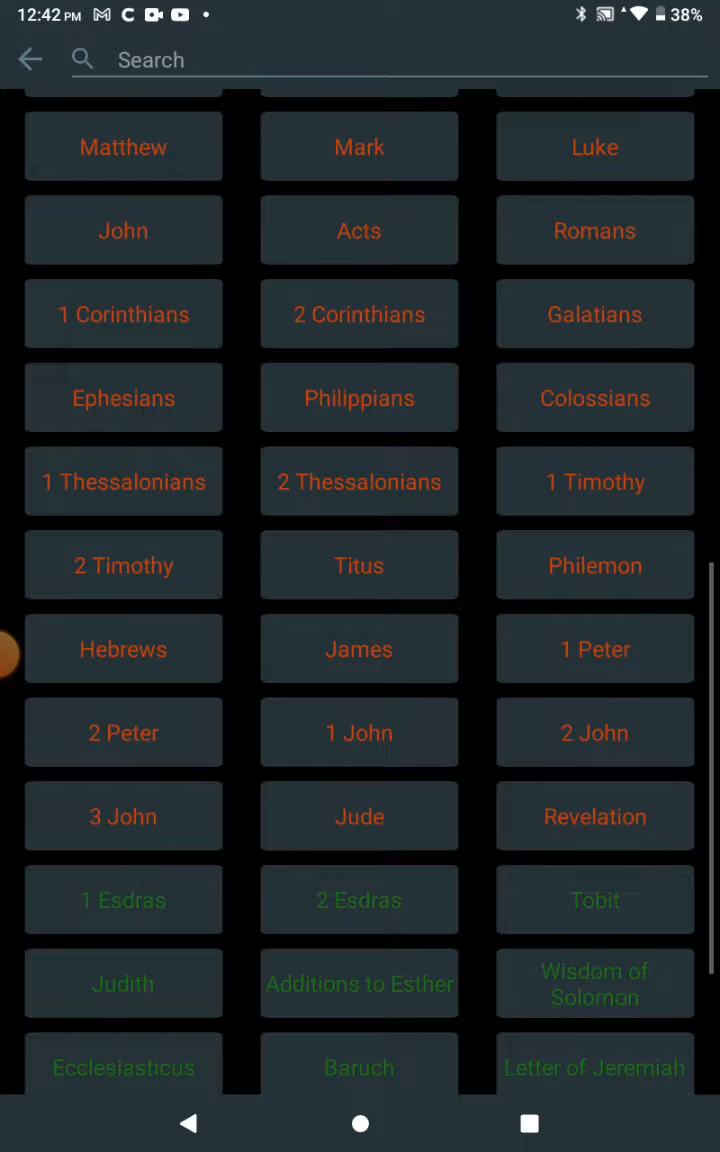 12:42 PM 38%
Search
Matthew Mark Luke
John Acts Romans
1 Corinthians 2 Corinthians Galatians
Ephesians Philippians Colossians
1 Thessalonians 2 Thessalonians 1 Timothy
2 Timothy Titus Philemon
Hebrews James 1 Peter
2 Peter 1 John 2 John
3 John Jude Revelation
1 Esdras 2 Esdras Tobit
Judith Additions to Esther Wisdom of
Solomon
Ecclesiasticus Baruch Letter of Jeremiah